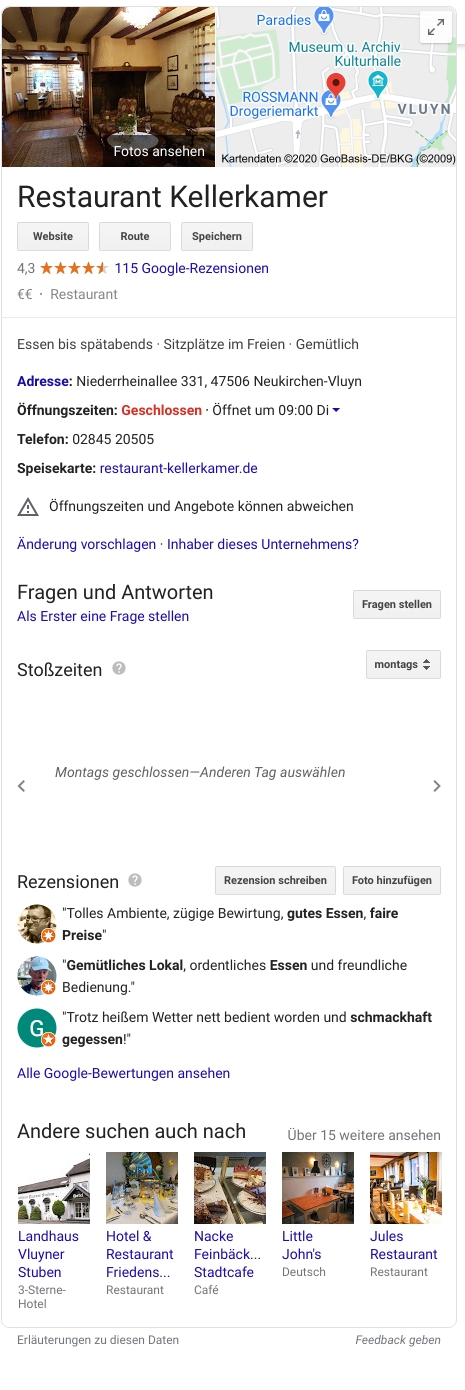 Fotos ansehen
Paradies
Museum u. Archiv
Kulturhalle
ROSSMANN
Drogeriemarkt
VLUYN
Kartendaten ©2020 GeoBasis-DE/BKG (©2009)
Restaurant Kellerkamer
Website Route Speichern
4,3 115 Google-Rezensionen
€€ · Restaurant
Essen bis spätabends · Sitzplätze im Freien · Gemütlich
Adresse: Niederrheinallee 331, 47506 Neukirchen-Vluyn
Öffnungszeiten: Geschlossen · Öffnet um 09:00 Di
Telefon: 02845 20505
Speisekarte: restaurant-kellerkamer.de
Öffnungszeiten und Angebote können abweichen
Änderung vorschlagen · Inhaber dieses Unternehmens?
Fragen und Antworten
Als Erster eine Frage stellen
Fragen stellen
Stoßzeiten ?
montags
Montags geschlossen—Anderen Tag auswählen
Rezensionen ? Rezension schreiben Foto hinzufügen
"Tolles Ambiente, zügige Bewirtung, gutes Essen, faire
Preise"
"Gemütliches Lokal, ordentliches Essen und freundliche
Bedienung."
G
"Trotz heißem Wetter nett bedient worden und schmackhaft
gegessen!"
Alle Google-Bewertungen ansehen
Andere suchen auch nach Über 15 weitere ansehen
Landhaus
Vluyner
Stuben
3-Sterne-
Hotel
Hotel &
Restaurant
Friedens...
Restaurant
Nacke
Feinbäck...
Stadtcafe
Café
Little
John's
Deutsch
Jules
Restaurant
Restaurant
Erläuterungen zu diesen Daten Feedback geben